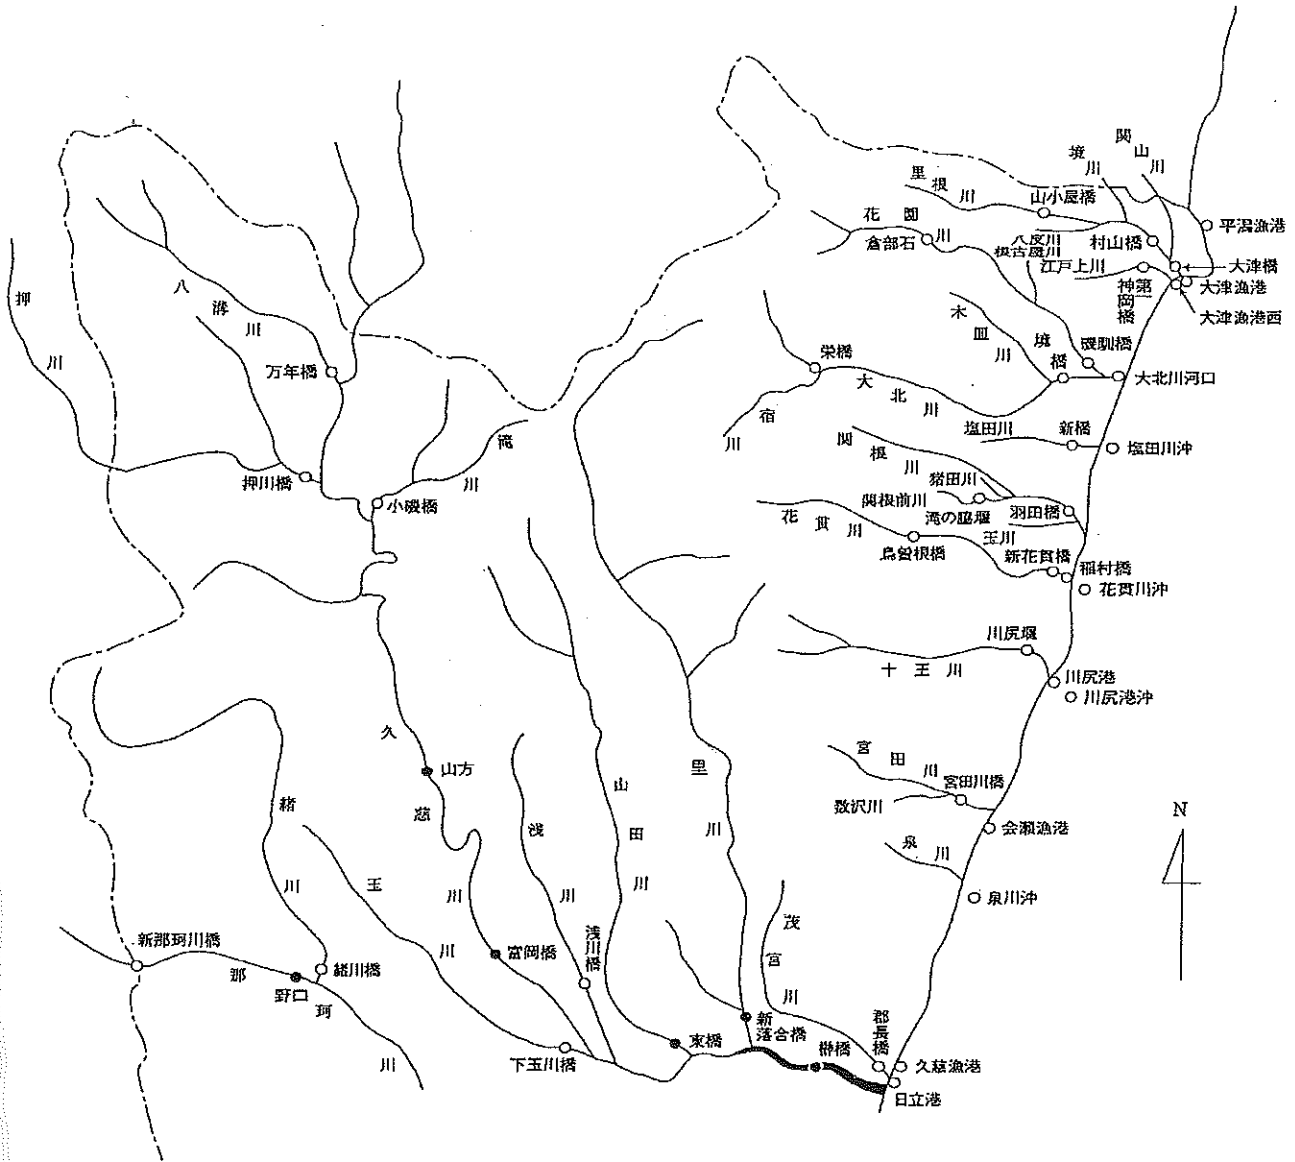 関山川
境川
里根川
山小屋橋
平潟漁港
花園川
倉部石
八反川
根古屋川
村山橋
江戸上川
大津橋
神岡第一橋
大津漁港
大津漁港西
押川
八溝川
木皿川
境橋
磯馴橋
栄橋
万年橋
大北川
大北川河口
宿川
塩田川
新橋
塩田川沖
滝川
関根川
猪田川
押川橋
小磯橋
関根前川
滝の脇堰
羽田橋
花貫川
玉川
鳥曽根橋
新花貫橋
稲村橋
花貫川沖
川尻堰
十王川
川尻港
川尻港沖
久慈川
山方
里川
宮田川
宮田川橋
数沢川
山田川
緒川
浅川
会瀬漁港
泉川
N
玉川
泉川沖
茂宮川
新那珂川橋
那珂川
野口
緒川橋
富岡橋
浅川橋
新落合橋
東橋
郡長橋
下玉川橋
榊橋
久慈漁港
日立港